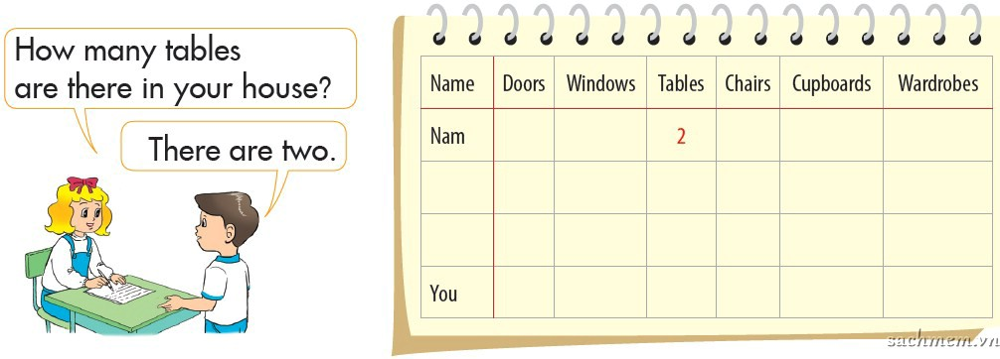 How many tables
are there in your house?
There are two.
Name Doors Windows Tables Chairs Cupboards Wardrobes
Nam 2
You
sachmem.vn